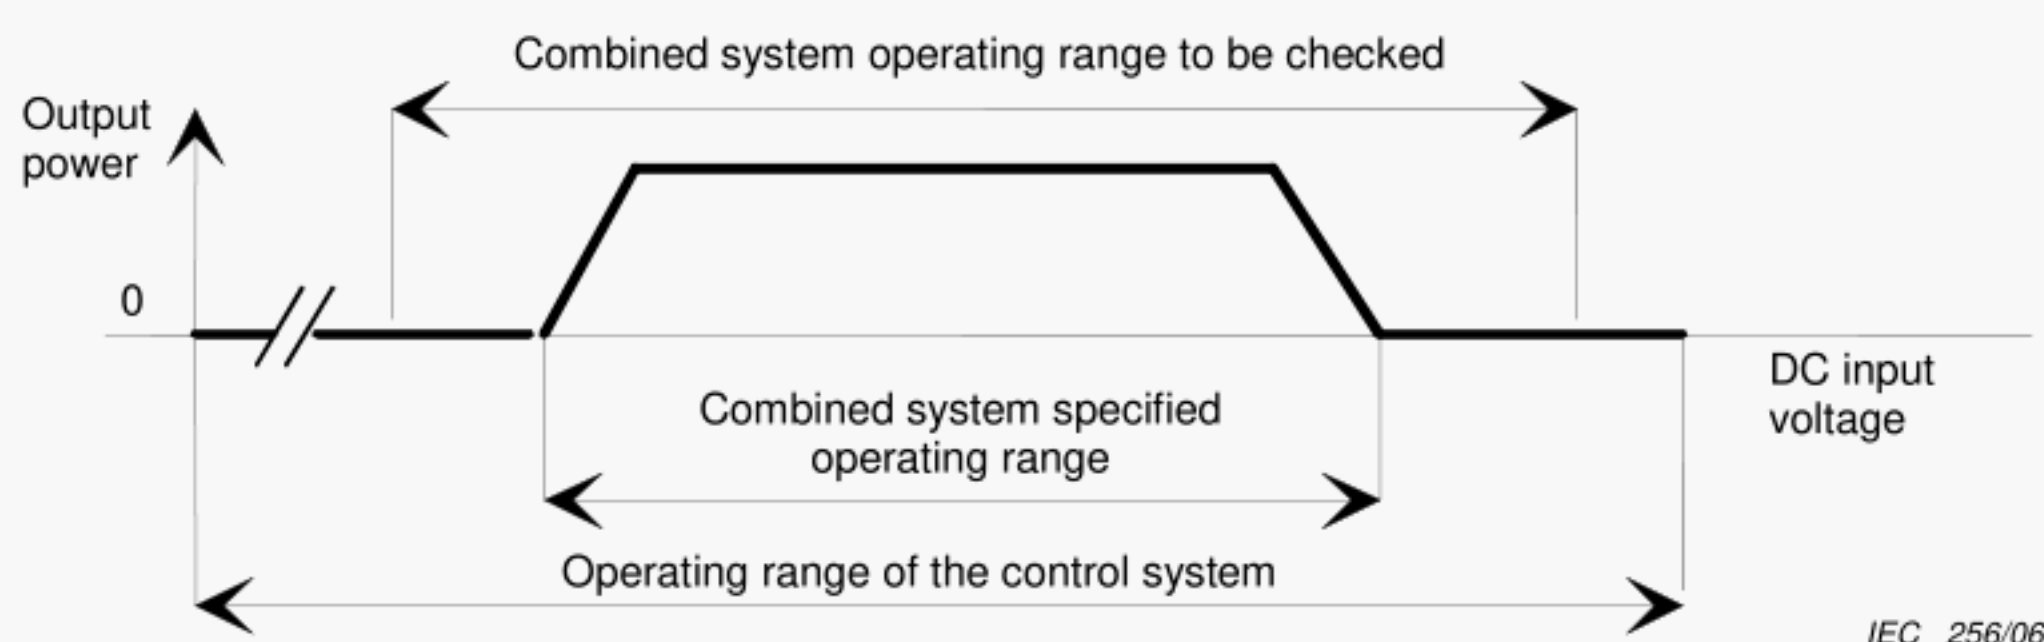 Combined system operating range to be checked
Output
power
0
DC input
voltage
Combined system specified
operating range
Operating range of the control system
IEC 256/06